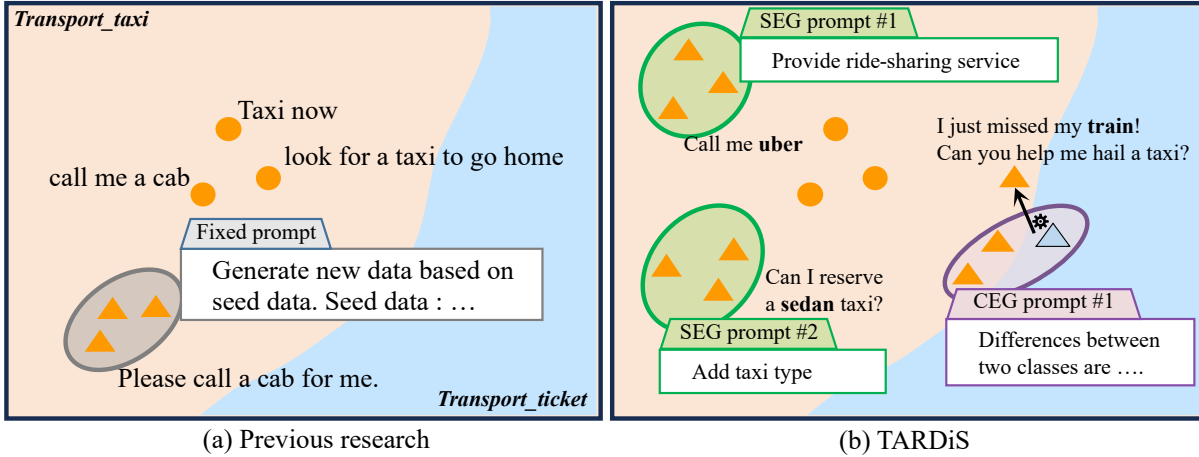 Transport_taxi
Taxi now
look for a taxi to go home
call me a cab
Fixed prompt
Generate new data based on
seed data. Seed data : …
Please call a cab for me.
Transport_ticket
(a) Previous research
SEG prompt #1
Provide ride-sharing service
Call me uber
I just missed my train!
Can you help me hail a taxi?
Can I reserve
a sedan taxi?
SEG prompt #2
Add taxi type
CEG prompt #1
Differences between
two classes are ….
(b) TARDiS